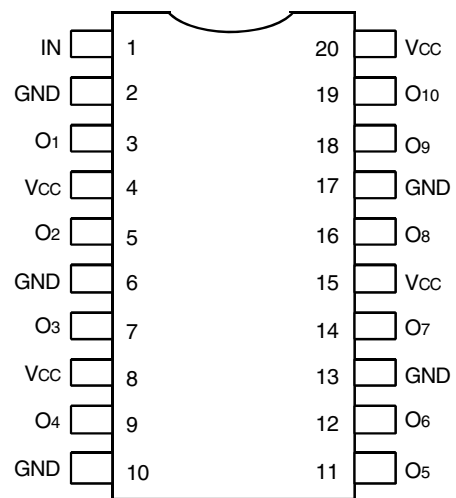 IN 1 20 VCC
GND 2 19 O10
O1 3 18 O9
VCC 4 17 GND
O2 5 16 O8
GND 6 15 VCC
O3 7 14 O7
VCC 8 13 GND
O4 9 12 O6
GND 10 11 O5